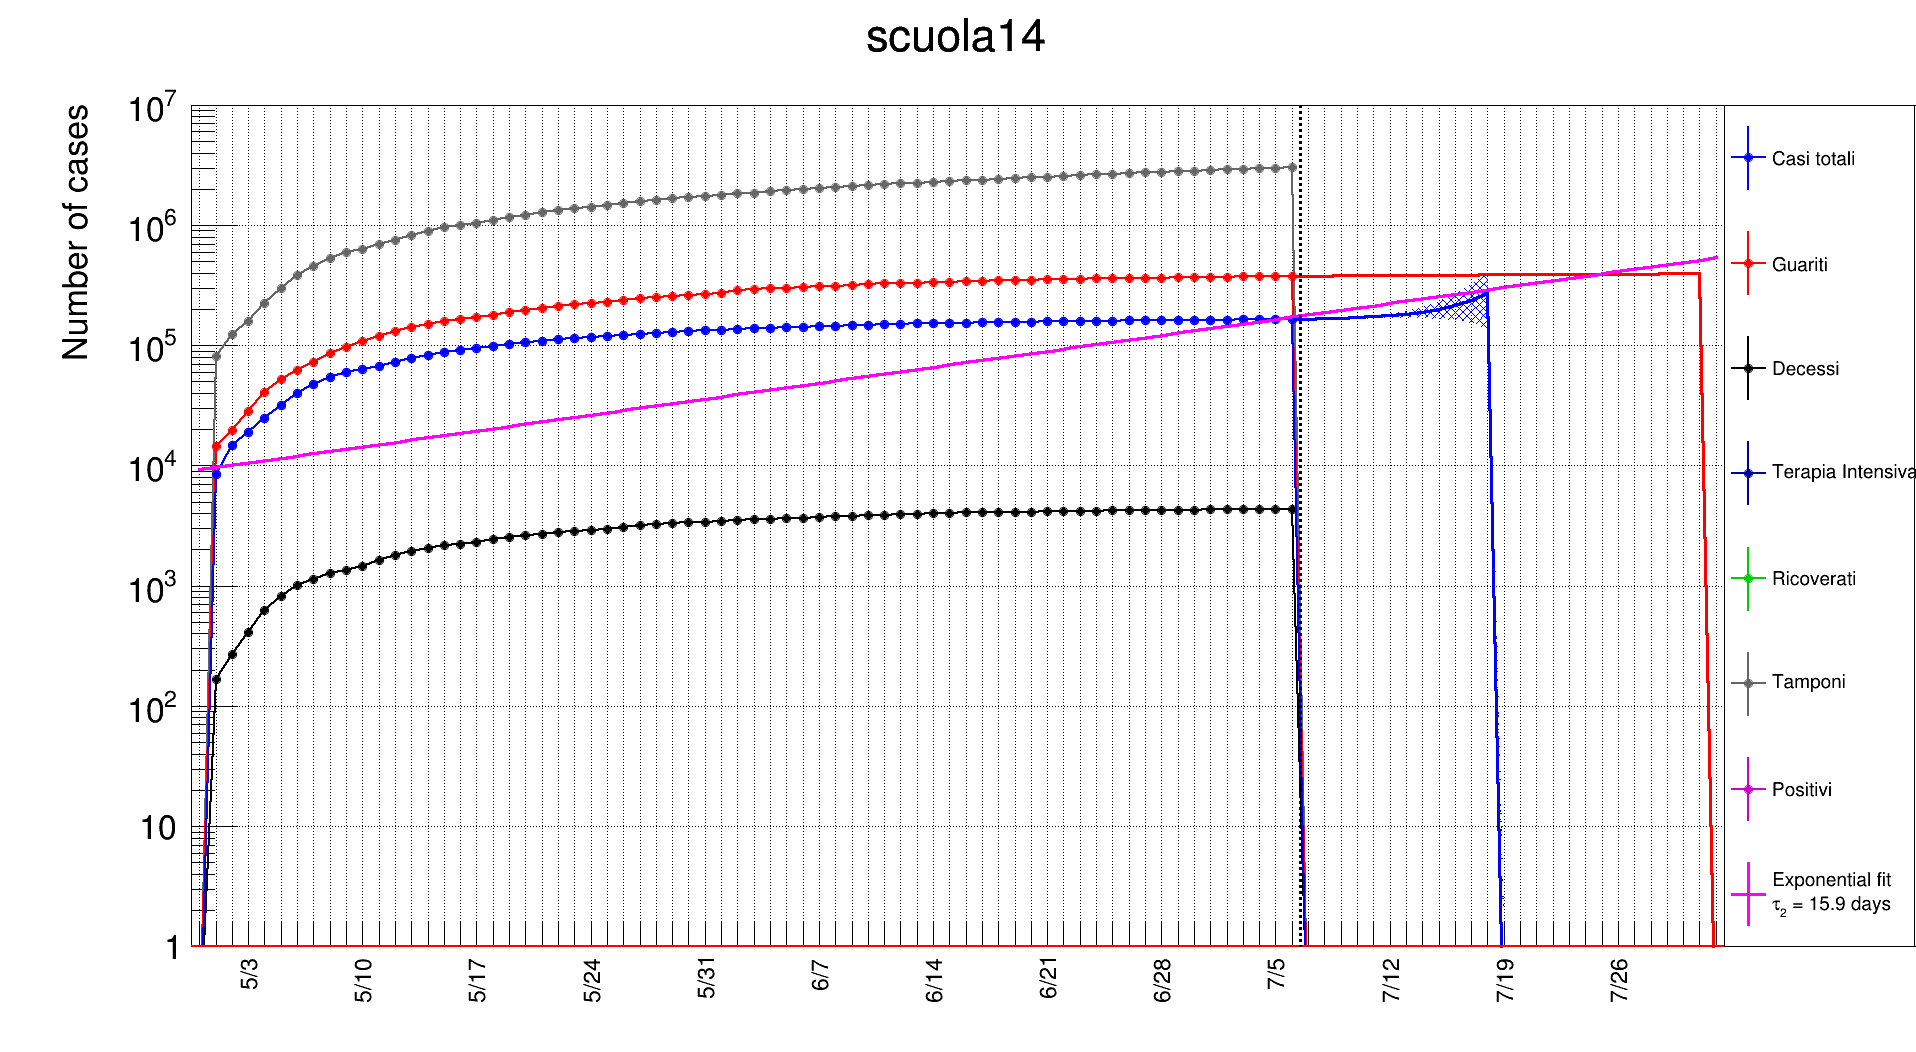 scuola14
Number of cases
10^7
10^6
10^5
10^4
10^3
10^2
10
1
5/3
5/10
5/17
5/24
5/31
6/7
6/14
6/21
6/28
7/5
7/12
7/19
7/26
Casi totali
Guariti
Decessi
Terapia Intensiva
Ricoverati
Tamponi
Positivi
Exponential fit
τ₂ = 15.9 days